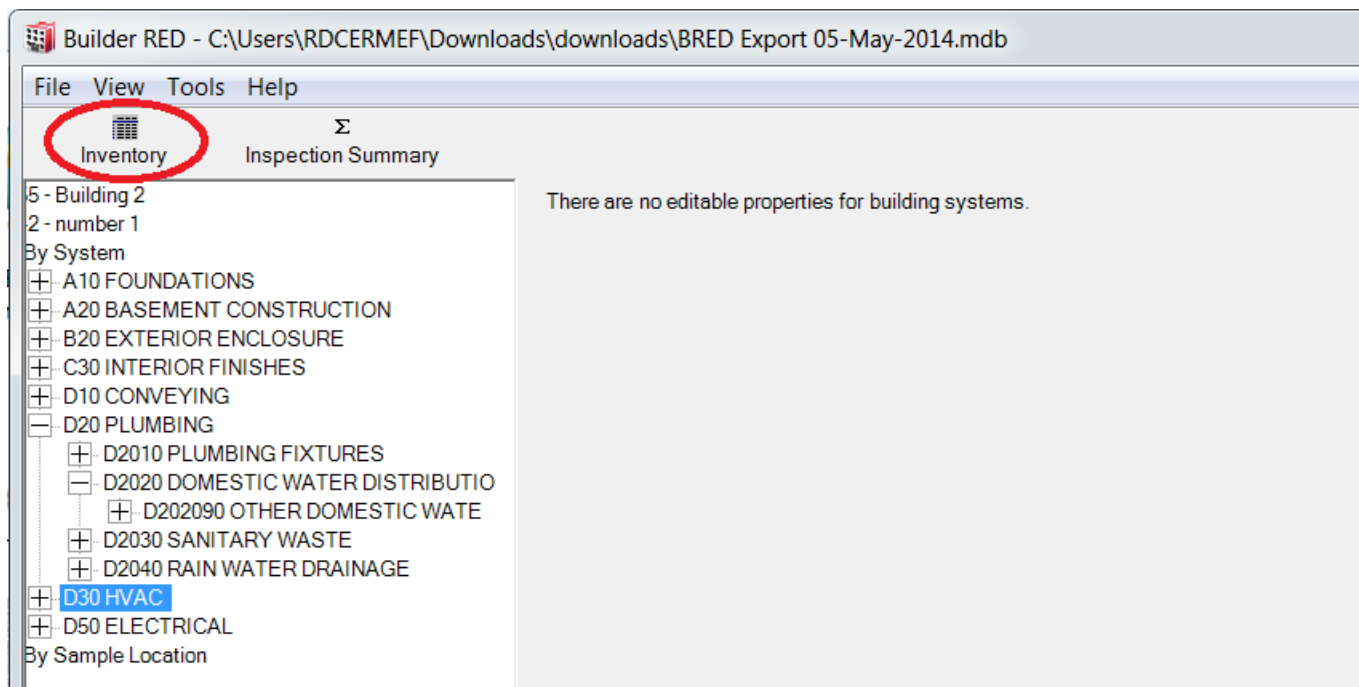 Builder RED - C:\Users\RDCERMEF\Downloads\downloads\BRED Export 05-May-2014.mdb
File View Tools Help
Σ
Inventory Inspection Summary
5 - Building 2
2 - number 1
By System
A10 FOUNDATIONS
A20 BASEMENT CONSTRUCTION
B20 EXTERIOR ENCLOSURE
C30 INTERIOR FINISHES
D10 CONVEYING
D20 PLUMBING
D2010 PLUMBING FIXTURES
D2020 DOMESTIC WATER DISTRIBUTIO
D202090 OTHER DOMESTIC WATE
D2030 SANITARY WASTE
D2040 RAIN WATER DRAINAGE
D30 HVAC
D50 ELECTRICAL
By Sample Location
There are no editable properties for building systems.